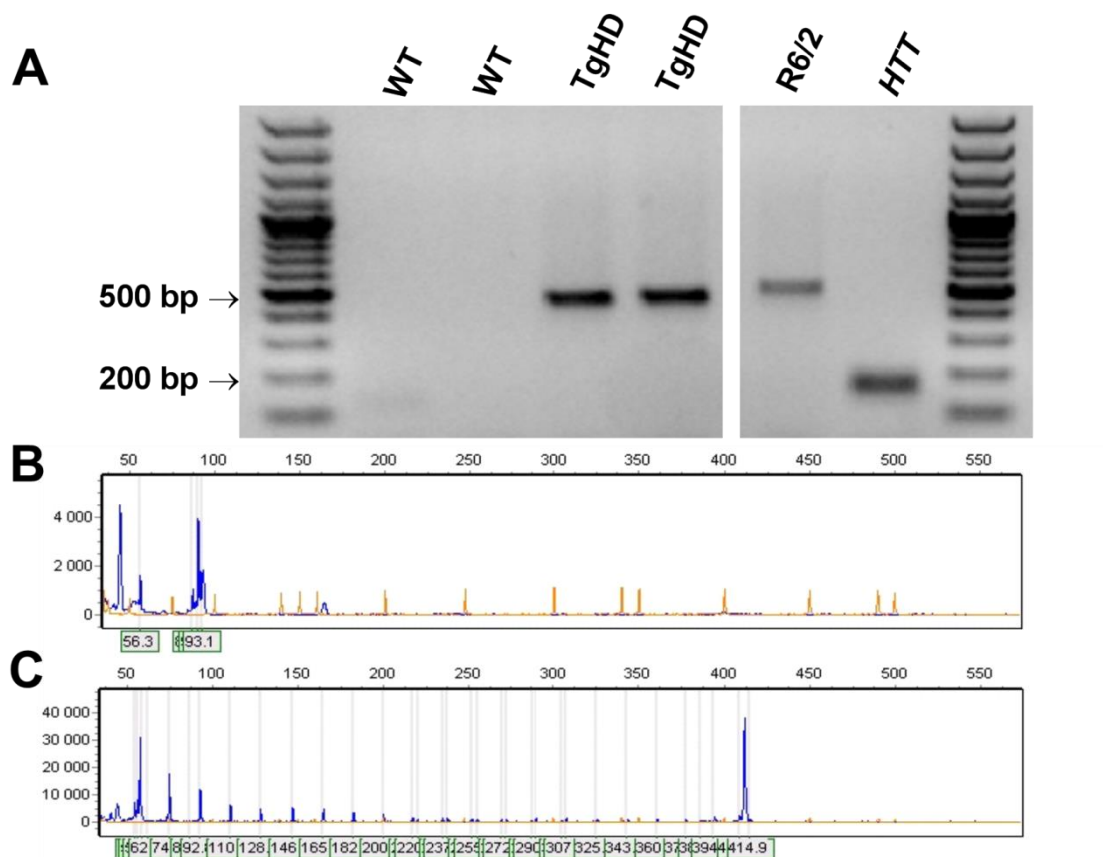 A
WT WT TgHD TgHD R6/2 HTT
500 bp →
200 bp →
B
50 100 150 200 250 300 350 400 450 500 550
4 000
2 000
0
56.3 93.1
C
50 100 150 200 250 300 350 400 450 500 550
40 000
30 000
20 000
10 000
0
62 74 92. 110 128 146 165 182 200 220 237 255 272 290 307 325 343 360 414.9